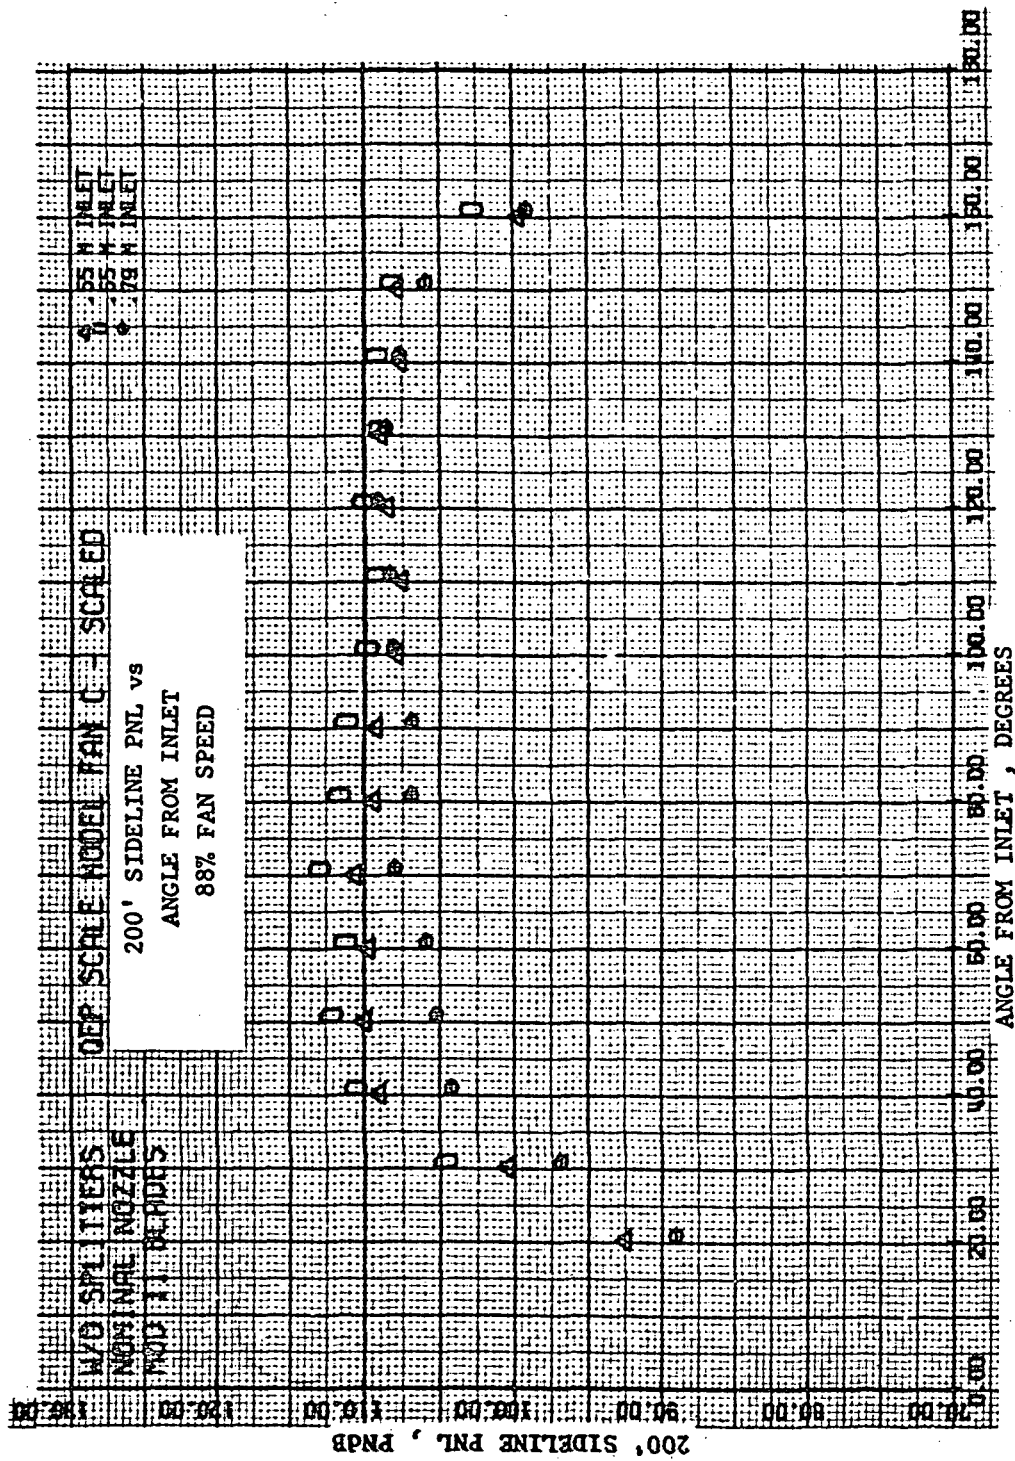 W/O SPLITTERS
NOMINAL NOZZLE
MOD II BLADES
QEP SCALE MODEL FAN C - SCALED
200' SIDELINE PNL vs
ANGLE FROM INLET
88% FAN SPEED
.55 M INLET
.65 M INLET
.79 M INLET
130.00
120.00
110.00
100.00
90.00
80.00
70.00
200' SIDELINE PNL , PNdB
0.00 20.00 40.00 60.00 80.00 100.00 120.00 140.00 160.00 180.00
ANGLE FROM INLET , DEGREES